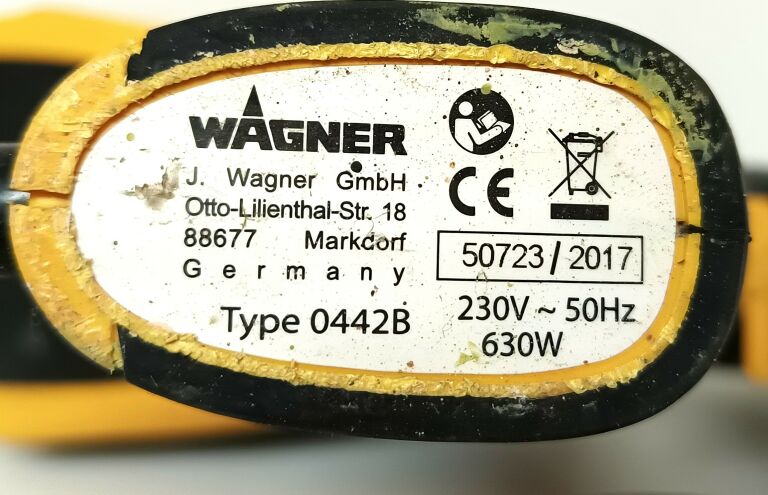 WAGNER
J. Wagner GmbH
Otto-Lilienthal-Str. 18
88677 Markdorf
Germany
Type 0442B
CE
50723/2017
230V ~ 50Hz
630W